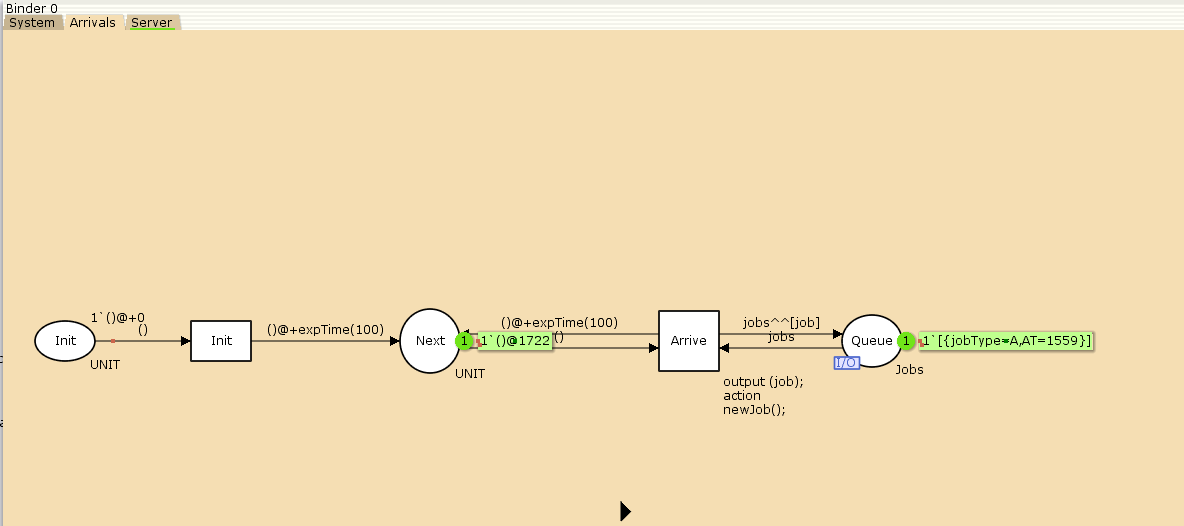 Binder 0
System Arrivals Server
1`()@+0
()
Init
UNIT
Init
()@+expTime(100)
Next
UNIT
1 1`()@1722
()@+expTime(100)
()
Arrive
output (job);
action
newJob();
jobs^^[job]
jobs
Queue
I/O
Jobs
1 1`[{jobType=A,AT=1559}]